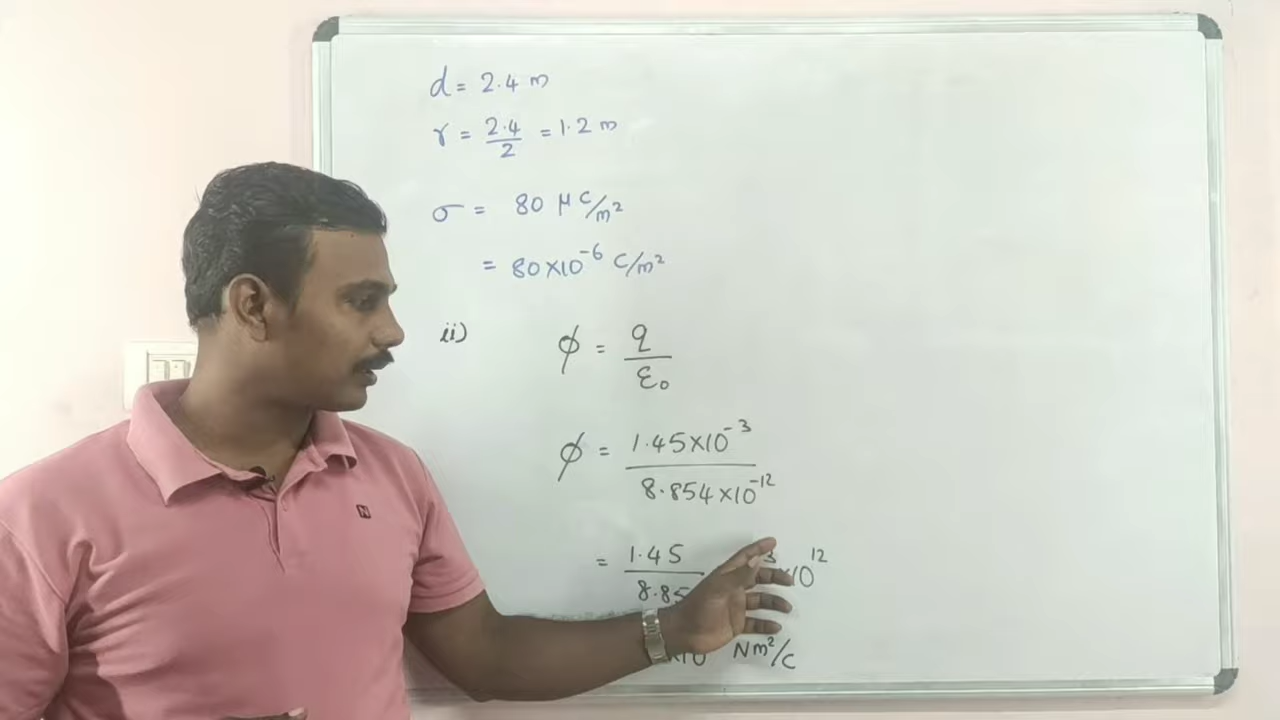 d = 2.4 m
r = 2.4/2 = 1.2 m
σ = 80 μ C/m²
= 80×10⁻⁶ C/m²
ii) φ = q/ε₀
φ = 1.45×10⁻³/8.854×10⁻¹²
= 1.45/8.85 ³×10¹²
×10 Nm²/C
N